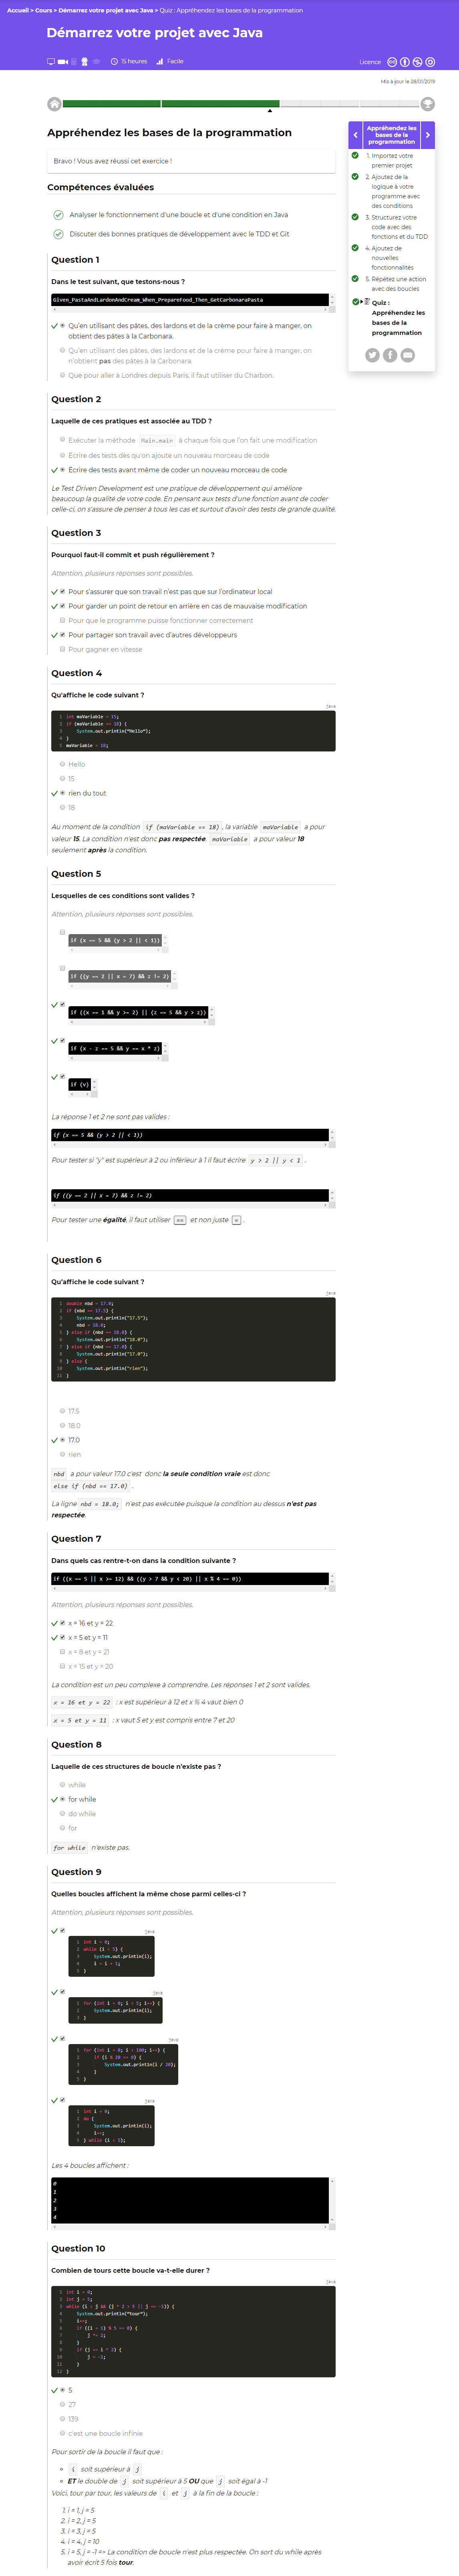 Accueil > Cours > Démarrez votre projet avec Java > Quiz : Appréhendez les bases de la programmation
Démarrez votre projet avec Java
15 heures
Facile
Licence
Mis à jour le 28/01/2019
Appréhendez les bases de la programmation
Bravo ! Vous avez réussi cet exercice !
Compétences évaluées
Analyser le fonctionnement d'une boucle et d'une condition en Java
Discuter des bonnes pratiques de développement avec le TDD et Git
Appréhendez les
bases de la
programmation
1. Importez votre
premier projet
2. Ajoutez de la
logique à votre
programme avec
des conditions
3. Structurez votre
code avec des
fonctions et du TDD
4. Ajoutez de
nouvelles
fonctionnalités
5. Répétez une action
avec des boucles
Quiz :
Appréhendez les
bases de la
programmation
Question 1
Dans le test suivant, que testons-nous ?
Given_PastaAndLardonAndCream_When_PrepareFood_Then_GetCarbonaraPasta
Qu'en utilisant des pâtes, des lardons et de la crème pour faire à manger, on
obtient des pâtes à la Carbonara.
Qu'en utilisant des pâtes, des lardons et de la crème pour faire à manger, on
n'obtient pas des pâtes à la Carbonara.
Que pour aller à Londres depuis Paris, il faut utiliser du Charbon.
Question 2
Laquelle de ces pratiques est associée au TDD ?
Exécuter la méthode Main.main à chaque fois que l'on fait une modification
Écrire des tests dès qu'on ajoute un nouveau morceau de code
Écrire des tests avant même de coder un nouveau morceau de code
Le Test Driven Development est une pratique de développement qui améliore
beaucoup la qualité de votre code. En pensant aux tests d'une fonction avant de coder
celle-ci, on s'assure de penser à tous les cas et surtout d'avoir des tests de grande qualité.
Question 3
Pourquoi faut-il commit et push régulièrement ?
Attention, plusieurs réponses sont possibles.
Pour s'assurer que son travail n'est pas que sur l'ordinateur local
Pour garder un point de retour en arrière en cas de mauvaise modification
Pour que le programme puisse fonctionner correctement
Pour partager son travail avec d'autres développeurs
Pour gagner en vitesse
Question 4
Qu'affiche le code suivant ?
java
1 int maVariable = 15;
2 if (maVariable == 18) {
3 System.out.println("Hello");
4 }
5 maVariable = 18;
Hello
15
rien du tout
18
Au moment de la condition if (maVariable == 18), la variable maVariable a pour
valeur 15. La condition n'est donc pas respectée. maVariable a pour valeur 18
seulement après la condition.
Question 5
Lesquelles de ces conditions sont valides ?
Attention, plusieurs réponses sont possibles.
if (x == 5 && (y > 2 || < 1))
if ((y == 2 || x = 7) && z != 2)
if ((x == 1 && y >= 2) || (z == 5 && y > z))
if (x - z == 5 && y == x * z)
if (v)
La réponse 1 et 2 ne sont pas valides :
if (x == 5 && (y > 2 || < 1))
Pour tester si "y" est supérieur à 2 ou inférieur à 1 il faut écrire y > 2 || y < 1 .
if ((y == 2 || x = 7) && z != 2)
Pour tester une égalité, il faut utiliser == et non juste = .
Question 6
Qu'affiche le code suivant ?
java
1 double nbd = 17.0;
2 if (nbd == 17.5) {
3 System.out.println("17.5");
4 nbd = 18.0;
5 } else if (nbd == 18.0) {
6 System.out.println("18.0");
7 } else if (nbd == 17.0) {
8 System.out.println("17.0");
9 } else {
10 System.out.println("rien");
11 }
17.5
18.0
17.0
rien
nbd a pour valeur 17.0 c'est donc la seule condition vraie est donc
else if (nbd == 17.0) .
La ligne nbd = 18.0; n'est pas exécutée puisque la condition au dessus n'est pas
respectée.
Question 7
Dans quels cas rentre-t-on dans la condition suivante ?
if ((x == 5 || x >= 12) && ((y > 7 && y < 20) || x % 4 == 0))
Attention, plusieurs réponses sont possibles.
x = 16 et y = 22
x = 5 et y = 11
x = 8 et y = 21
x = 15 et y = 20
La condition est un peu complexe à comprendre. Les réponses 1 et 2 sont valides.
x = 16 et y = 22 : x est supérieur à 12 et x % 4 vaut bien 0
x = 5 et y = 11 : x vaut 5 et y est compris entre 7 et 20
Question 8
Laquelle de ces structures de boucle n'existe pas ?
while
for while
do while
for
for while n'existe pas.
Question 9
Quelles boucles affichent la même chose parmi celles-ci ?
Attention, plusieurs réponses sont possibles.
java
1 int i = 0;
2 while (i < 5) {
3 System.out.println(i);
4 i = i + 1;
5 }
java
1 for (int i = 0; i < 5; i++) {
2 System.out.println(i);
3 }
java
1 for (int i = 0; i < 100; i++) {
2 if (i % 20 == 0) {
3 System.out.println(i / 20);
4 }
5 }
java
1 int i = 0;
2 do {
3 System.out.println(i);
4 i++;
5 } while (i < 5);
Les 4 boucles affichent :
0
1
2
3
4
Question 10
Combien de tours cette boucle va-t-elle durer ?
java
1 int i = 0;
2 int j = 5;
3 while (i < j && (j * 2 > 5 || j == -1)) {
4 System.out.println("tour");
5 i++;
6 if ((i + 1) % 5 == 0) {
7 j *= 2;
8 }
9 if (j == i * 2) {
10 j = -1;
11 }
12 }
5
27
139
c'est une boucle infinie
Pour sortir de la boucle il faut que :
i soit supérieur à j
ET le double de j soit supérieur à 5 OU que j soit égal à -1
Voici, tour par tour, les valeurs de i et j à la fin de la boucle :
1. i = 1, j = 5
2. i = 2, j = 5
3. i = 3, j = 5
4. i = 4, j = 10
5. i = 5, j = -1 => La condition de boucle n'est plus respectée. On sort du while après
avoir écrit 5 fois tour.